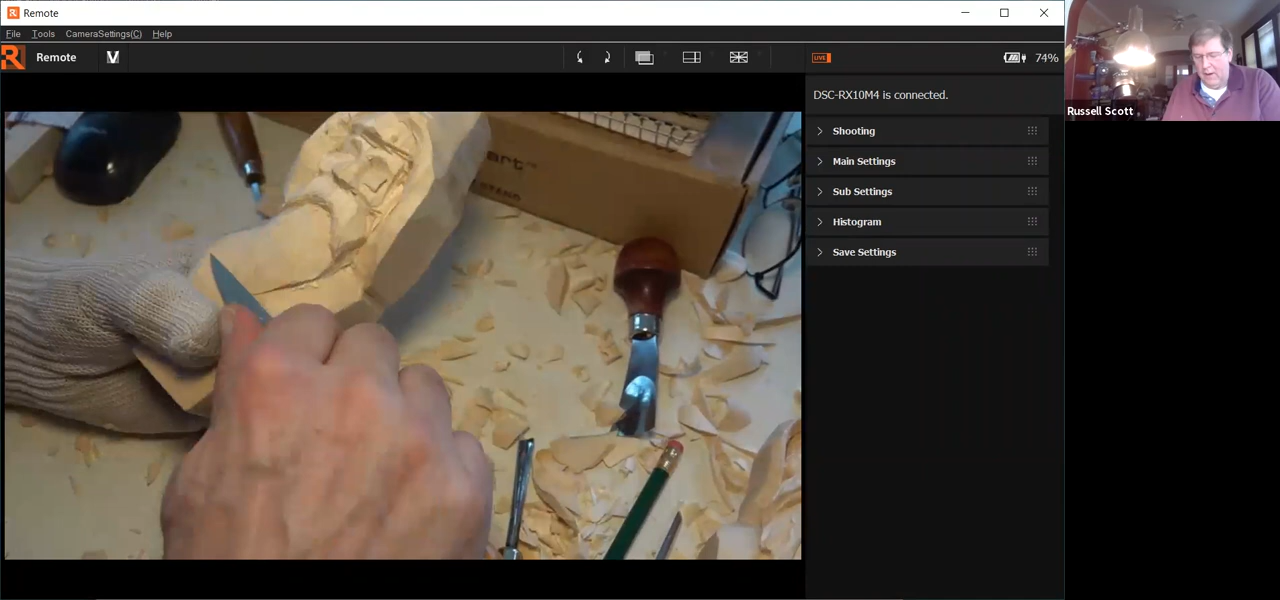 Remote
File Tools CameraSettings(C) Help
R Remote
LIVE 74%
DSC-RX10M4 is connected.
Shooting
Main Settings
Sub Settings
Histogram
Save Settings
Russell Scott
STAND